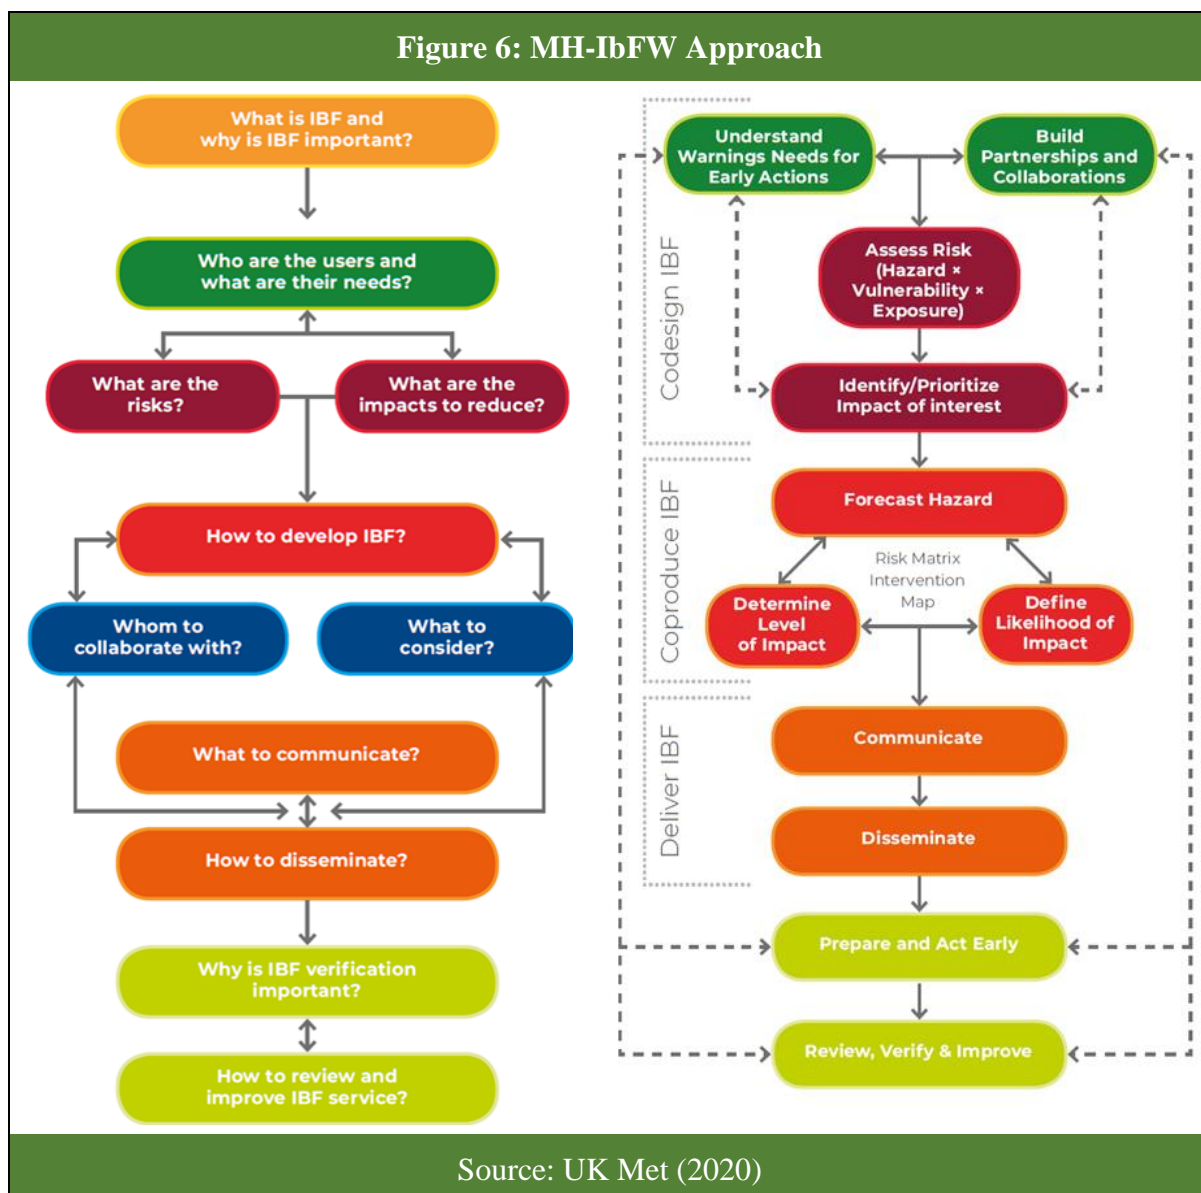 Figure 6: MH-IbFW Approach
What is IBF and
why is IBF important?
Who are the users and
what are their needs?
What are the
risks?
What are the
impacts to reduce?
How to develop IBF?
Whom to
collaborate with?
What to
consider?
What to communicate?
How to disseminate?
Why is IBF verification
important?
How to review and
improve IBF service?
Codesign IBF
Understand
Warnings Needs for
Early Actions
Build
Partnerships and
Collaborations
Assess Risk
(Hazard ×
Vulnerability ×
Exposure)
Identify/Prioritize
Impact of interest
Coproduce IBF
Forecast Hazard
Risk Matrix
Intervention
Map
Determine
Level
of Impact
Define
Likelihood of
Impact
Deliver IBF
Communicate
Disseminate
Prepare and Act Early
Review, Verify & Improve
Source: UK Met (2020)